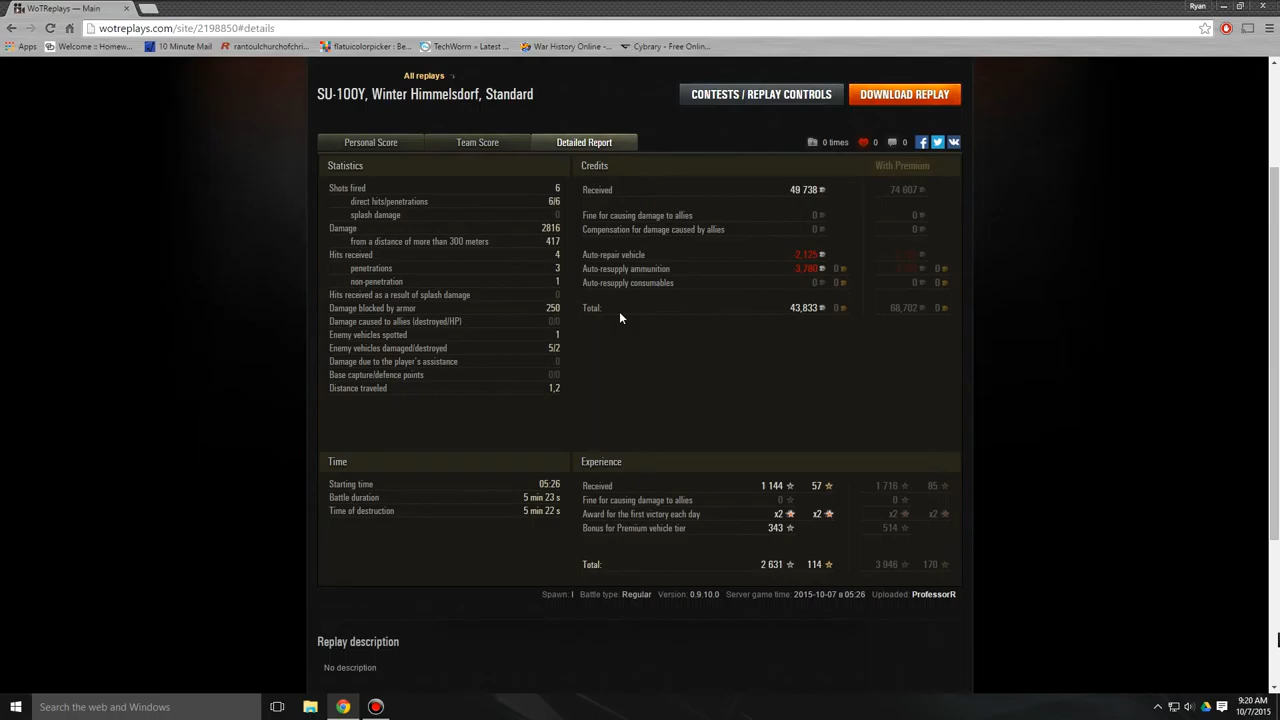 WoTReplays — Main
Ryan
wotreplays.com/site/2198850#details
Apps Welcome :: Homew... 10 Minute Mail rantoulchurchofchri... flatuicolorpicker : Be... TechWorm » Latest ... War History Online -... Cybrary - Free Onlin...
All replays
SU-100Y, Winter Himmelsdorf, Standard
CONTESTS / REPLAY CONTROLS DOWNLOAD REPLAY
Personal Score Team Score Detailed Report 0 times 0 0
Statistics Credits With Premium
Shots fired 6 Received 49 738 74 607
direct hits/penetrations 6/6
splash damage 0 Fine for causing damage to allies 0 0
Damage 2816 Compensation for damage caused by allies 0 0
from a distance of more than 300 meters 417
Hits received 4 Auto-repair vehicle -2,125
penetrations 3 Auto-resupply ammunition -3,780 0 0
non-penetration 1 Auto-resupply consumables 0 0 0 0
Hits received as a result of splash damage 0
Damage blocked by armor 250 Total: 43,833 0 68,702 0
Damage caused to allies (destroyed/HP) 0/0
Enemy vehicles spotted 1
Enemy vehicles damaged/destroyed 5/2
Damage due to the player's assistance 0
Base capture/defence points 0/0
Distance traveled 1,2
Time Experience
Starting time 05:26 Received 1 144 57 1 716 85
Battle duration 5 min 23 s Fine for causing damage to allies 0 0
Time of destruction 5 min 22 s Award for the first victory each day x2 x2 x2 x2
Bonus for Premium vehicle tier 343 514
Total: 2 631 114 3 946 170
Spawn: I Battle type: Regular Version: 0.9.10.0 Server game time: 2015-10-07 в 05:26 Uploaded: ProfessorR
Replay description
No description
Search the web and Windows
9:20 AM
10/7/2015